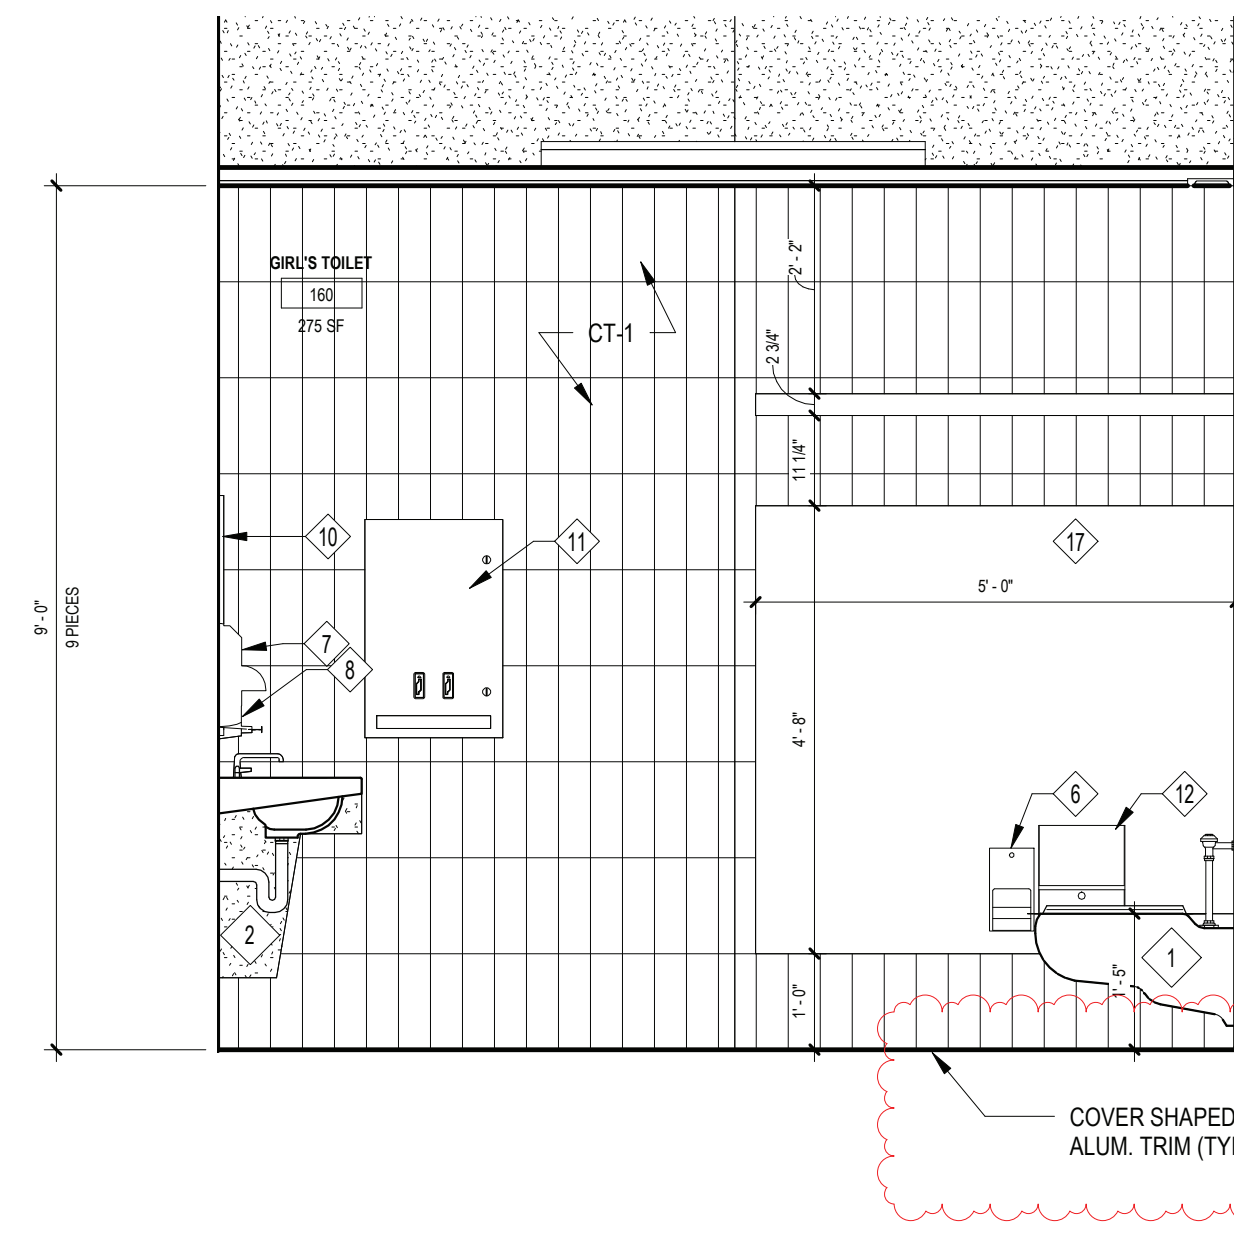 GIRL'S TOILET
160
275 SF
CT-1
2' - 2"
2 3/4"
11 1/4"
10
11
17
5' - 0"
9' - 0"
9 PIECES
7
8
4' - 8"
6
12
2
1
1' - 5"
1' - 0"
COVER SHAPED
ALUM. TRIM (TY